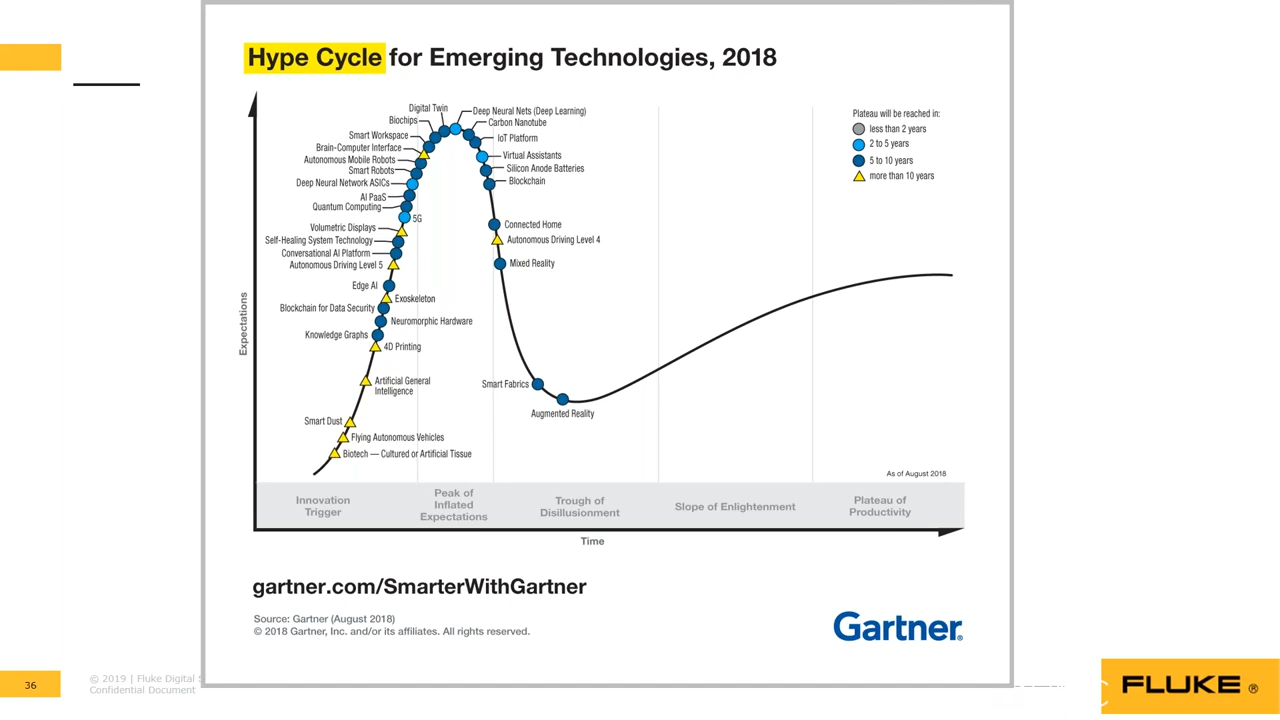 Hype Cycle for Emerging Technologies, 2018
Digital Twin
Deep Neural Nets (Deep Learning)
Biochips
Carbon Nanotube
Smart Workspace
IoT Platform
Brain-Computer Interface
Virtual Assistants
Autonomous Mobile Robots
Silicon Anode Batteries
Smart Robots
Blockchain
Deep Neural Network ASICs
AI PaaS
Quantum Computing
5G
Volumetric Displays
Connected Home
Self-Healing System Technology
Autonomous Driving Level 4
Conversational AI Platform
Autonomous Driving Level 5
Mixed Reality
Edge AI
Exoskeleton
Blockchain for Data Security
Neuromorphic Hardware
Knowledge Graphs
4D Printing
Artificial General
Intelligence
Smart Fabrics
Augmented Reality
Smart Dust
Flying Autonomous Vehicles
Biotech — Cultured or Artificial Tissue
Plateau will be reached in:
less than 2 years
2 to 5 years
5 to 10 years
more than 10 years
As of August 2018
Expectations
Innovation
Trigger
Peak of
Inflated
Expectations
Trough of
Disillusionment
Slope of Enlightenment
Plateau of
Productivity
Time
gartner.com/SmarterWithGartner
Source: Gartner (August 2018)
© 2018 Gartner, Inc. and/or its affiliates. All rights reserved.
Gartner®
36
© 2019 | Fluke Digital
Confidential Document
FLUKE ®